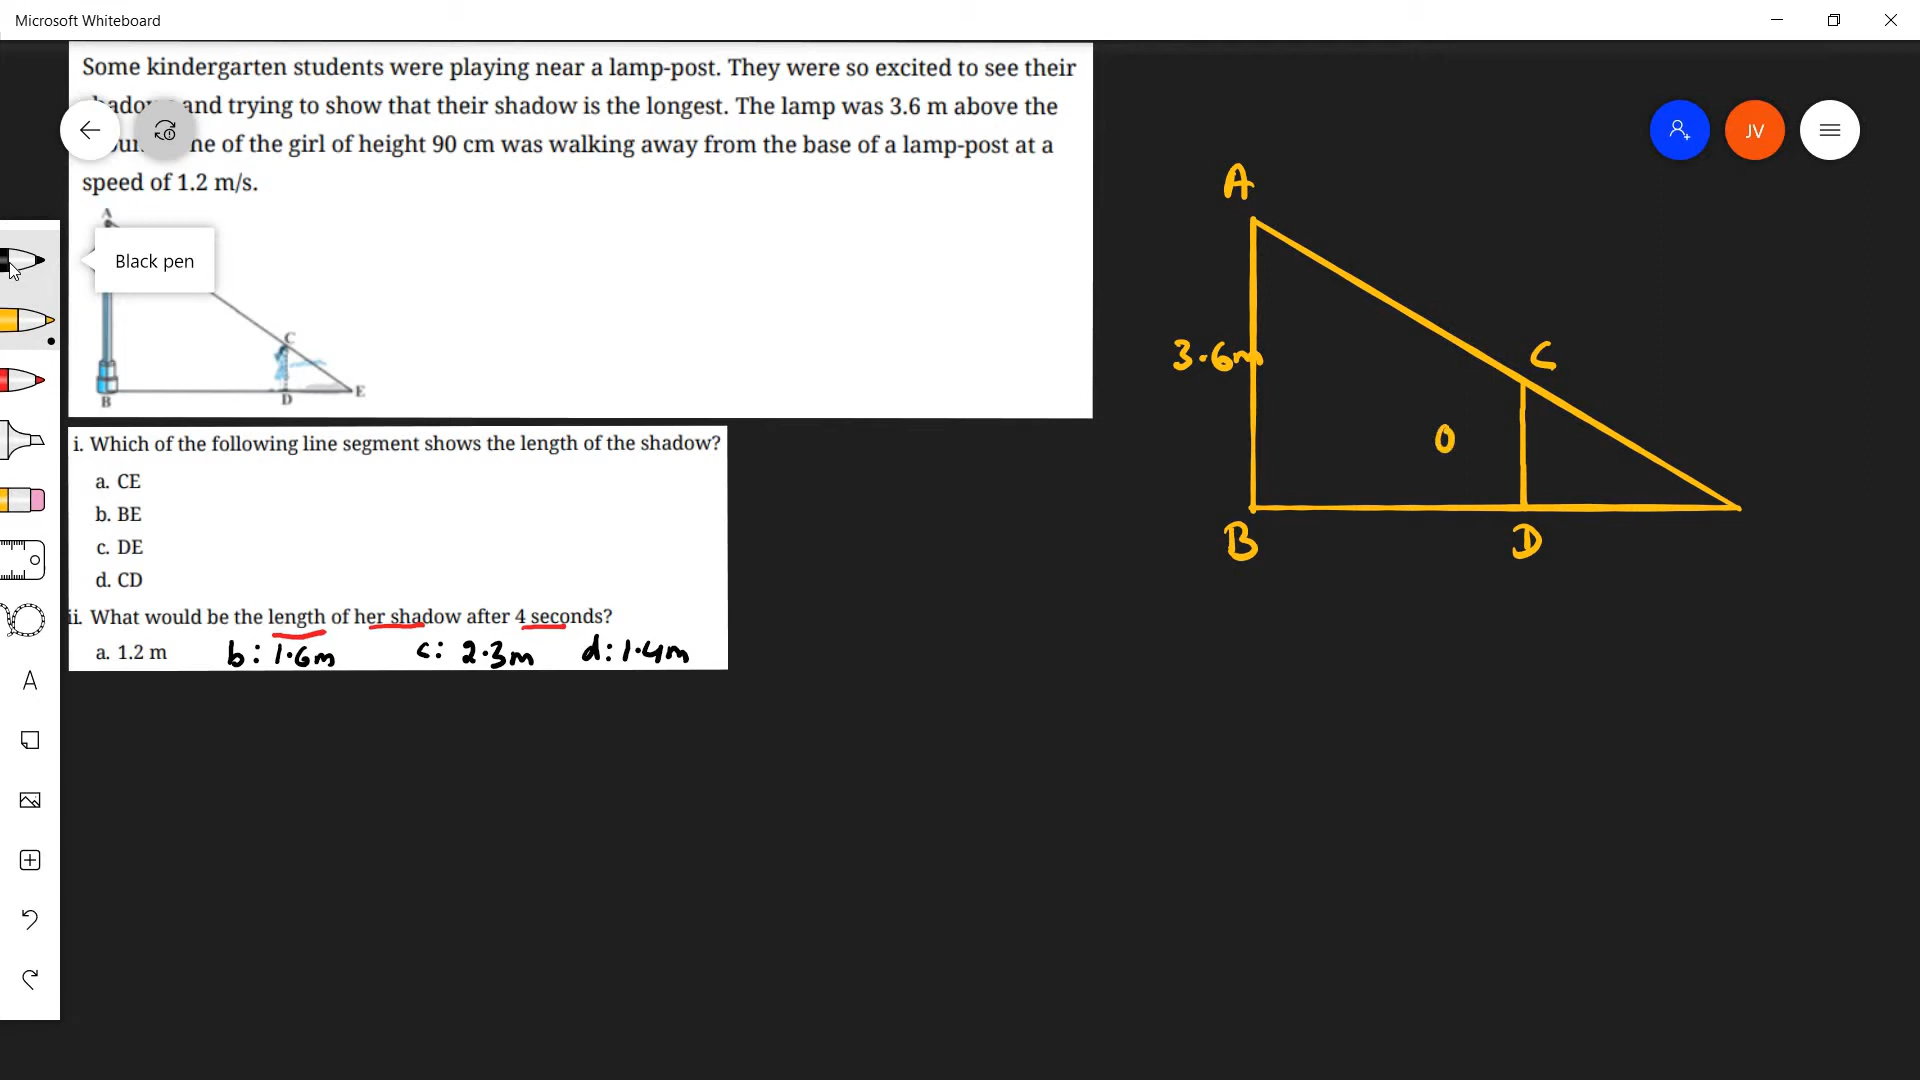 Microsoft Whiteboard
Some kindergarten students were playing near a lamp-post. They were so excited to see their
and trying to show that their shadow is the longest. The lamp was 3.6 m above the
of the girl of height 90 cm was walking away from the base of a lamp-post at a
speed of 1.2 m/s.
A
Black pen
C
B
D
E
i. Which of the following line segment shows the length of the shadow?
a. CE
b. BE
c. DE
d. CD
ii. What would be the length of her shadow after 4 seconds?
a. 1.2 m b: 1.6m c: 2.3m d: 1.4m
JV
A
3.6m
C
0
B
D
A